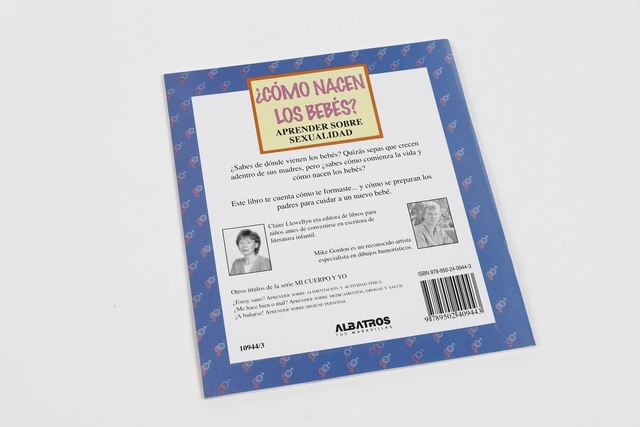 ¿CÓMO NACEN
LOS BEBÉS?
APRENDER SOBRE
SEXUALIDAD
¿Sabes de dónde vienen los bebés? Quizás sepas que crecen
adentro de sus madres, pero ¿sabes cómo comienza la vida y
cómo nacen los bebés?
Este libro te cuenta cómo te formaste... y cómo se preparan los
padres para cuidar a un nuevo bebé.
Claire Llewellyn era editora de libros para
niños antes de convertirse en escritora de
literatura infantil.
Mike Gordon es un reconocido artista
especialista en dibujos humorísticos.
Otros títulos de la serie MI CUERPO Y YO
¿Estoy sano? APRENDER SOBRE ALIMENTACIÓN Y ACTIVIDAD FÍSICA
¿Me hace bien o mal? APRENDER SOBRE MEDICAMENTOS, DROGAS Y SALUD
¡A bañarse! APRENDER SOBRE HIGIENE PERSONAL
ISBN 978-950-24-0944-3
9789502409443
ALBATROS
TUS MARAVILLAS
10944/3